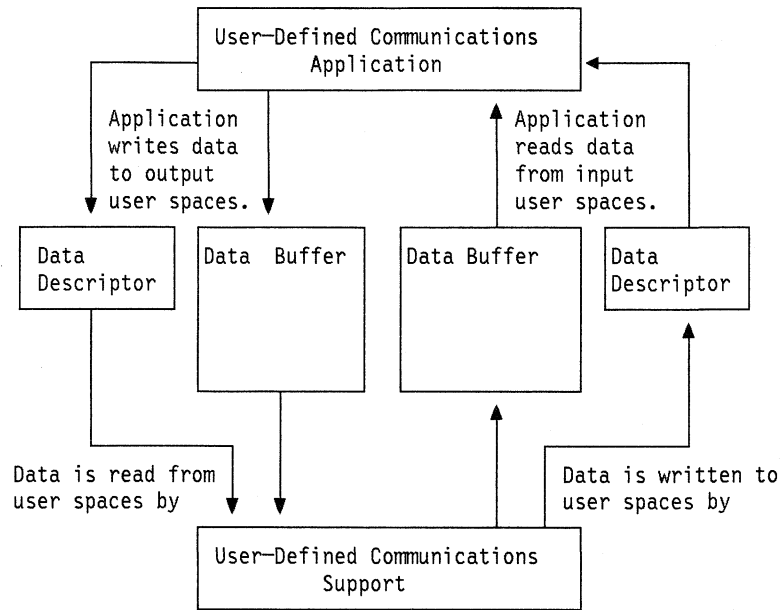 User-Defined Communications
Application
Application
writes data
to output
user spaces.
Application
reads data
from input
user spaces.
Data
Descriptor
Data Buffer
Data Buffer
Data
Descriptor
Data is read from
user spaces by
Data is written to
user spaces by
User-Defined Communications
Support